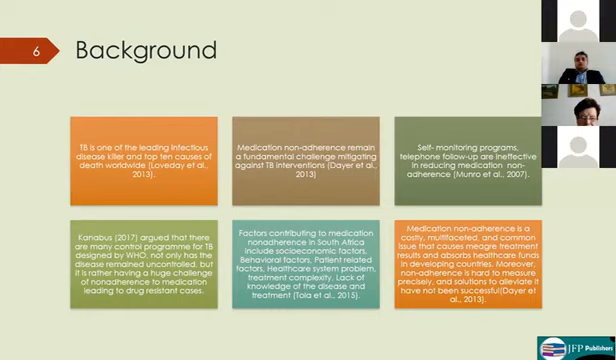 6
Background
TB is one of the leading infectious
disease killer and top ten causes of
death worldwide (Loveday et al.,
2013).
Medication non-adherence remain
a fundamental challenge mitigating
against TB interventions (Dayer et al.,
2013)
Self- monitoring programs,
telephone follow-up are ineffective
in reducing medication non-
adherence (Munro et al., 2007).
Kanabus (2017) argued that there
are many control programme for TB
designed by WHO, not only has the
disease remained uncontrolled, but
it is rather having a huge challenge
of nonadherence to medication
leading to drug resistant cases.
Factors contributing to medication
nonadherence in South Africa
include socioeconomic factors,
Behavioral factors, Patient related
factors, Healthcare system problem,
treatment complexity, Lack of
knowledge of the disease and
treatment (Tola et al., 2015).
Medication non-adherence is a
costly, multifaceted, and common
issue that causes meagre treatment
results and absorbs healthcare funds
in developing countries. Moreover,
non-adherence is hard to measure
precisely, and solutions to alleviate it
have not been successful(Dayer et
al., 2013).
JFP Publishers